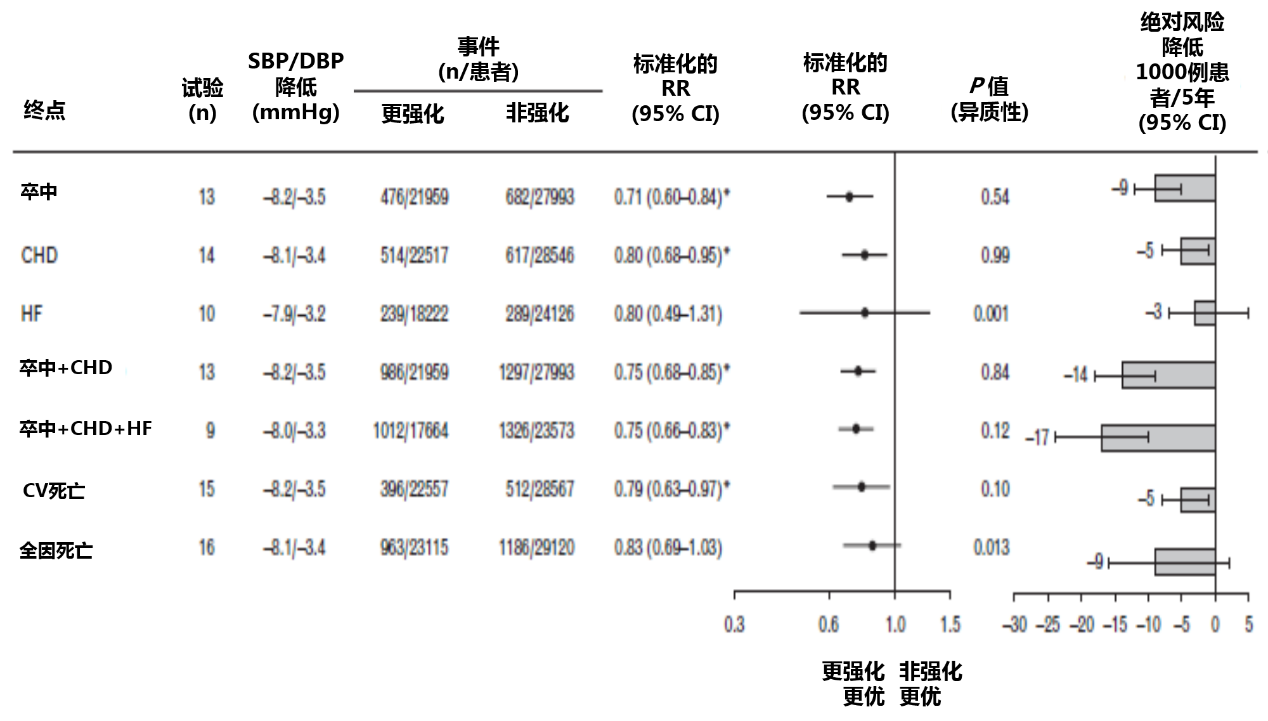 终点
试验
(n)
SBP/DBP
降低
(mmHg)
事件
(n/患者)
更强化
非强化
标准化的
RR
(95% CI)
标准化的
RR
(95% CI)
P 值
(异质性)
绝对风险
降低
1000例患
者/5年
(95% CI)
卒中 13 –8.2/–3.5 476/21959 682/27993 0.71 (0.60–0.84)* 0.54 –9
CHD 14 –8.1/–3.4 514/22517 617/28546 0.80 (0.68–0.95)* 0.99 –5
HF 10 –7.9/–3.2 239/18222 289/24126 0.80 (0.49–1.31) 0.001 –3
卒中+CHD 13 –8.2/–3.5 986/21959 1297/27993 0.75 (0.68–0.85)* 0.84 –14
卒中+CHD+HF 9 –8.0/–3.3 1012/17664 1326/23573 0.75 (0.66–0.83)* 0.12 –17
CV死亡 15 –8.2/–3.5 396/22557 512/28567 0.79 (0.63–0.97)* 0.10 –5
全因死亡 16 –8.1/–3.4 963/23115 1186/29120 0.83 (0.69–1.03) 0.013 –9
0.3 0.6 1.0 1.5 –30 –25 –20 –15 –10 –5 0 5
更强化 非强化
更优 更优